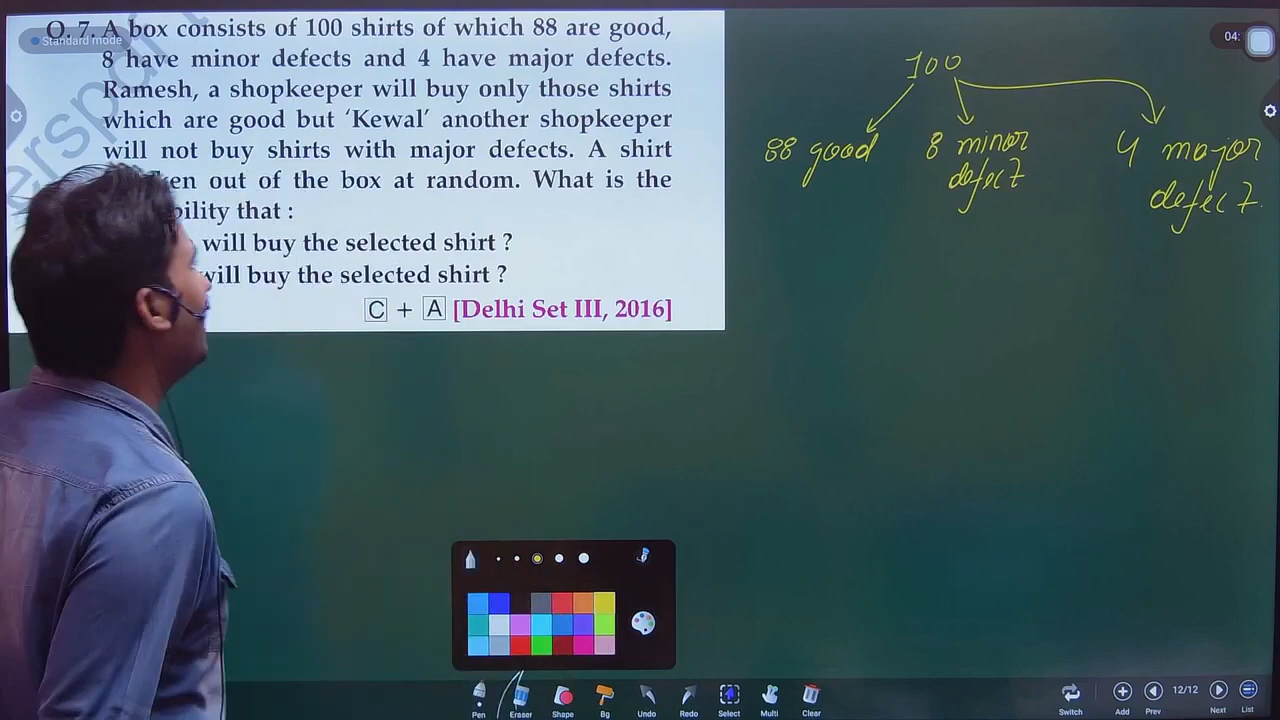 Q. 7. A box consists of 100 shirts of which 88 are good,
8 have minor defects and 4 have major defects.
Ramesh, a shopkeeper will buy only those shirts
which are good but ‘Kewal’ another shopkeeper
will not buy shirts with major defects. A shirt
out of the box at random. What is the
that :
will buy the selected shirt ?
will buy the selected shirt ?
C + A [Delhi Set III, 2016]
Standard mode
04:
100
88 good
8 minor
defect
4 major
defect.
Pen
Eraser
Shape
Bg
Undo
Redo
Select
Multi
Clear
Switch
Add
Prev
12/12
Next
List